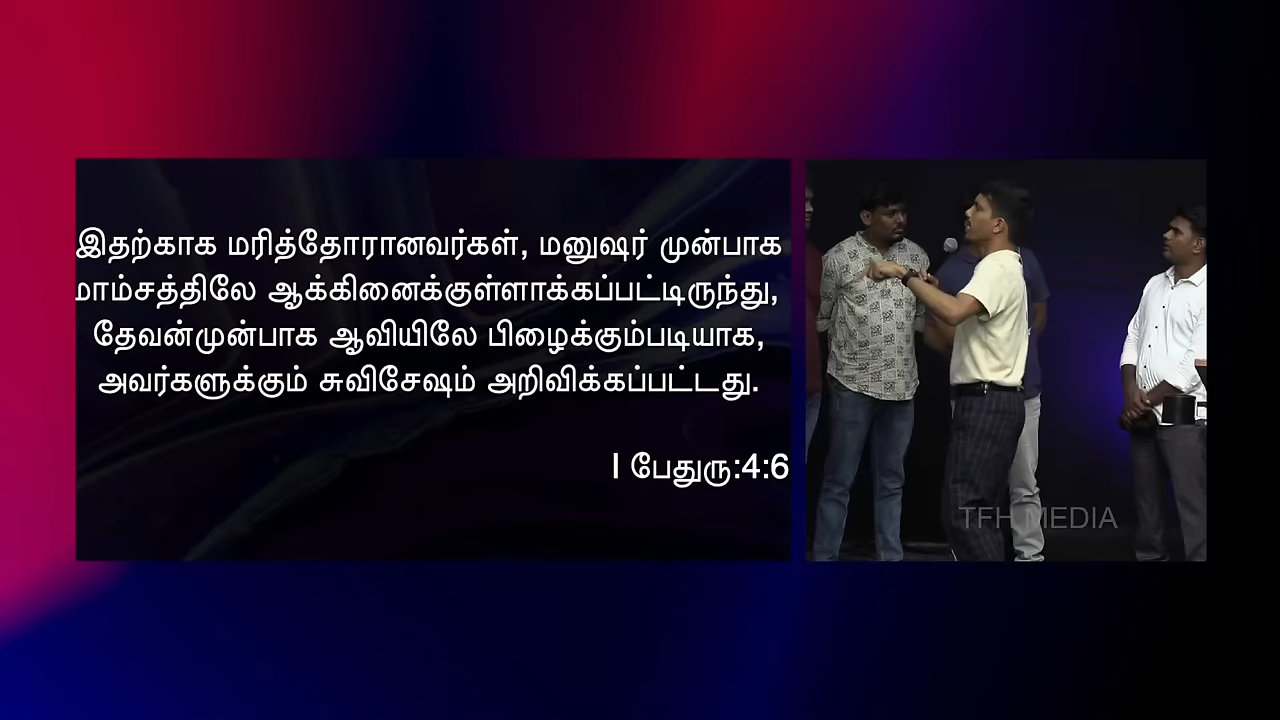 இதற்காக மரித்தோரானவர்கள், மனுஷர் முன்பாக
மாம்சத்திலே ஆக்கினைக்குள்ளாக்கப்பட்டிருந்து,
தேவன்முன்பாக ஆவியிலே பிழைக்கும்படியாக,
அவர்களுக்கும் சுவிசேஷம் அறிவிக்கப்பட்டது.
I பேதுரு:4:6
TFH MEDIA